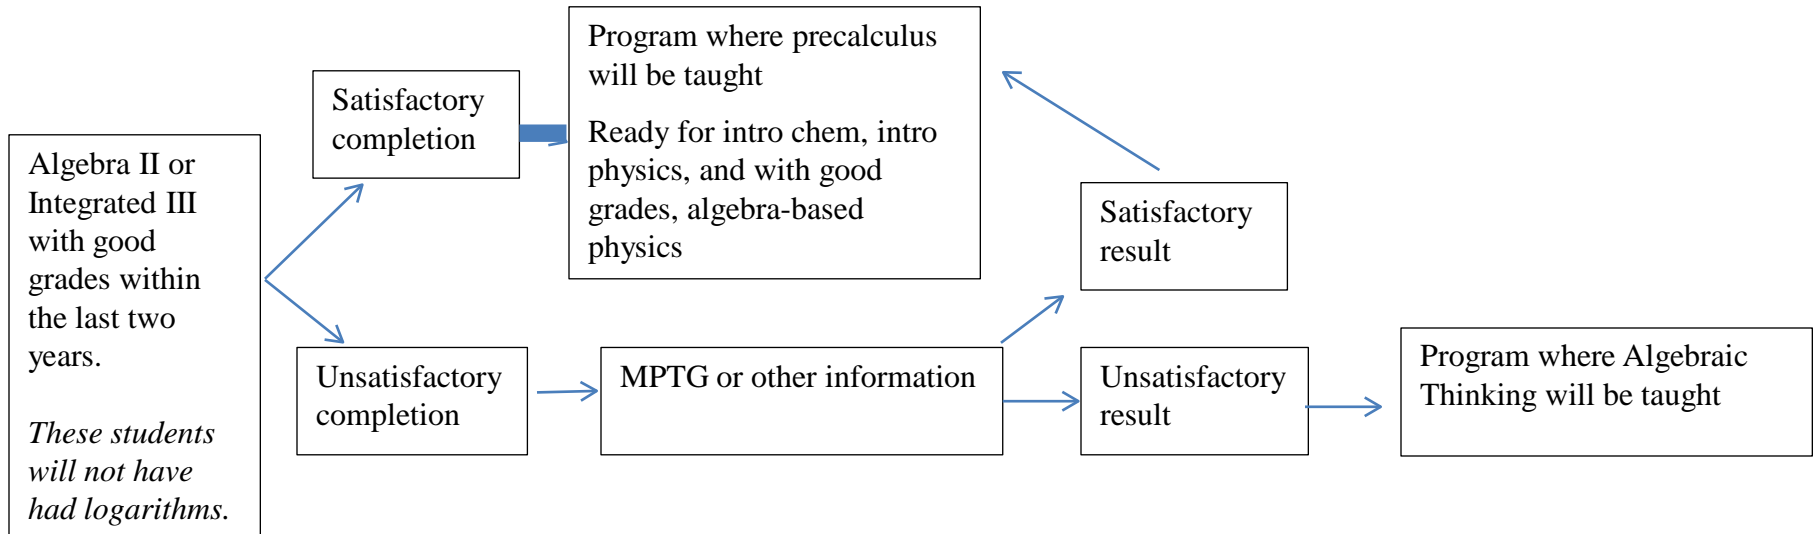 Algebra II or
Integrated III
with good
grades within
the last two
years.
These students
will not have
had logarithms.
Satisfactory
completion
Program where precalculus
will be taught
Ready for intro chem, intro
physics, and with good
grades, algebra-based
physics
Unsatisfactory
completion
MPTG or other information
Satisfactory
result
Unsatisfactory
result
Program where Algebraic
Thinking will be taught